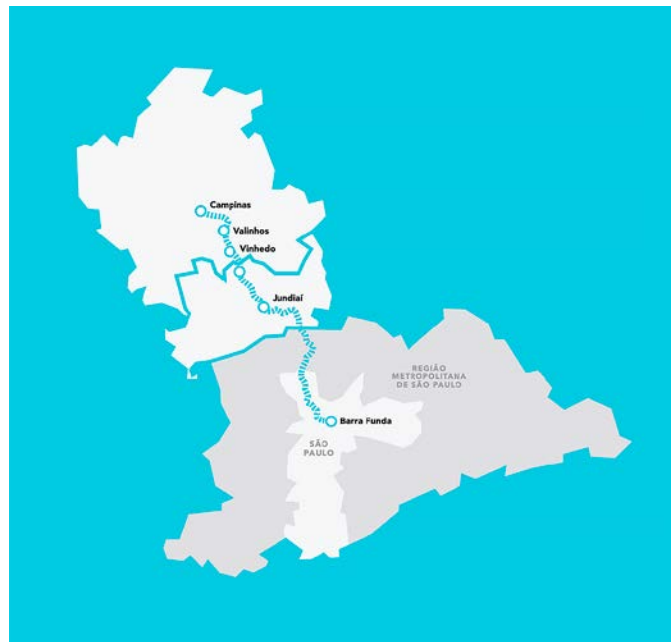 Campinas
Valinhos
Vinhedo
Jundiaí
REGIÃO
METROPOLITANA
DE SÃO PAULO
Barra Funda
SÃO
PAULO